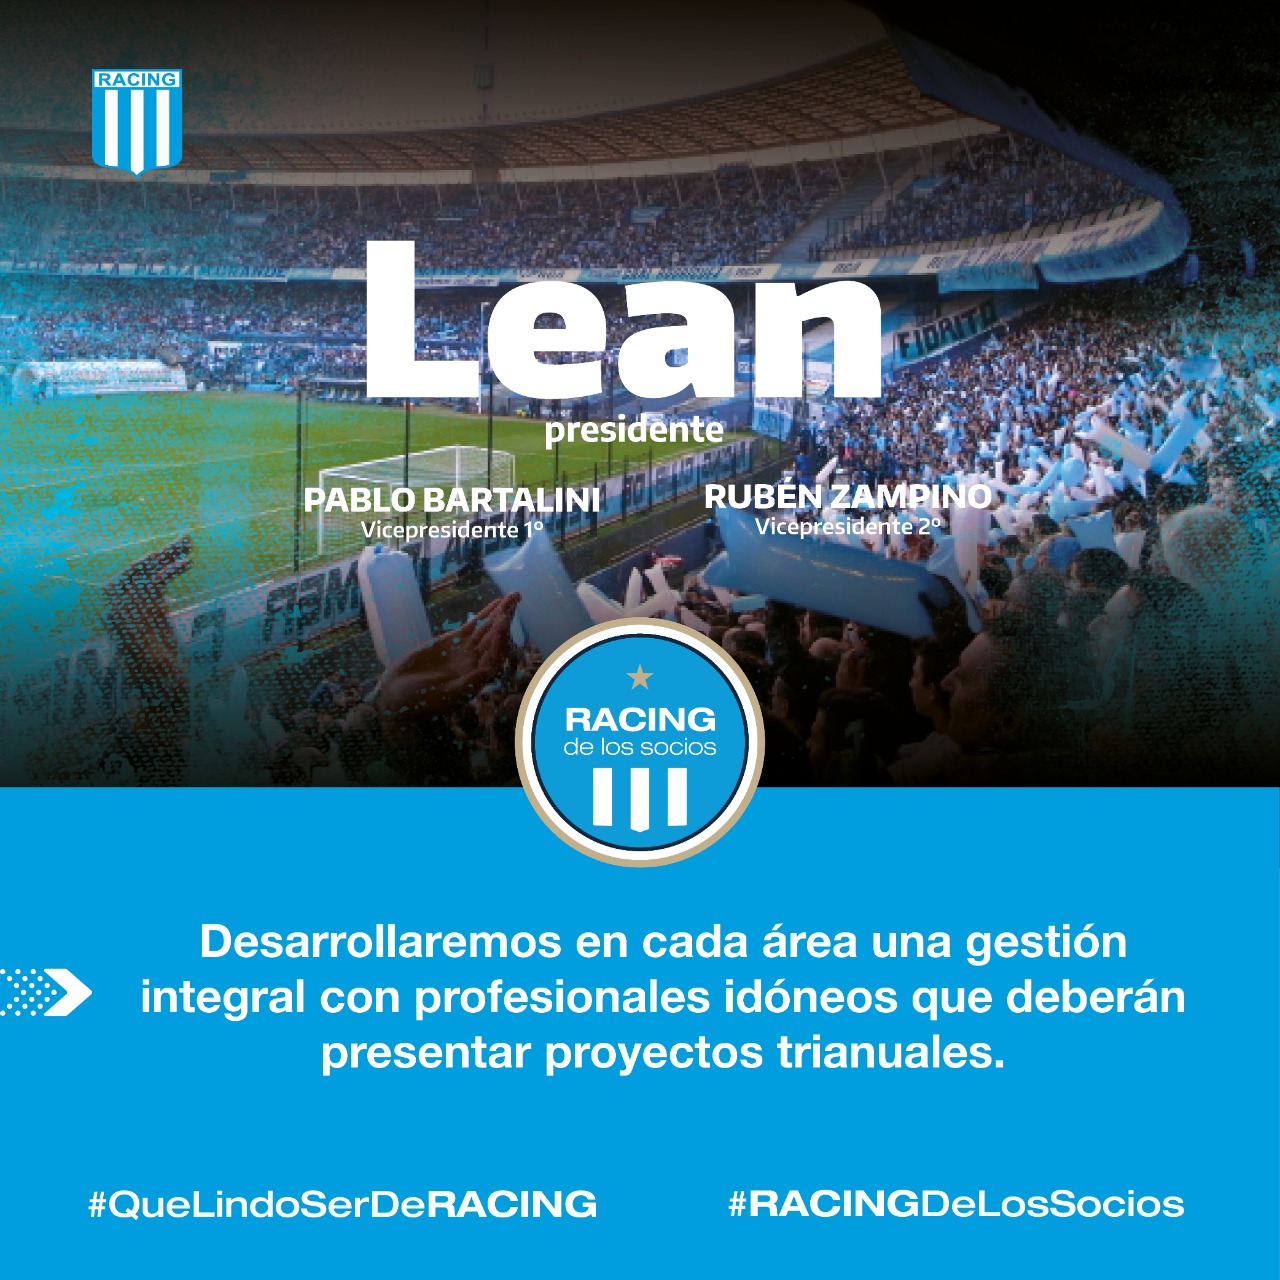 RACING
Lean
presidente
PABLO BARTALINI
Vicepresidente 1º
RUBÉN ZAMPINO
Vicepresidente 2º
FIORITO
RACING
de los socios
Desarrollaremos en cada área una gestión
integral con profesionales idóneos que deberán
presentar proyectos trianuales.
#QueLindoSerDeRACING
#RACINGDeLosSocios